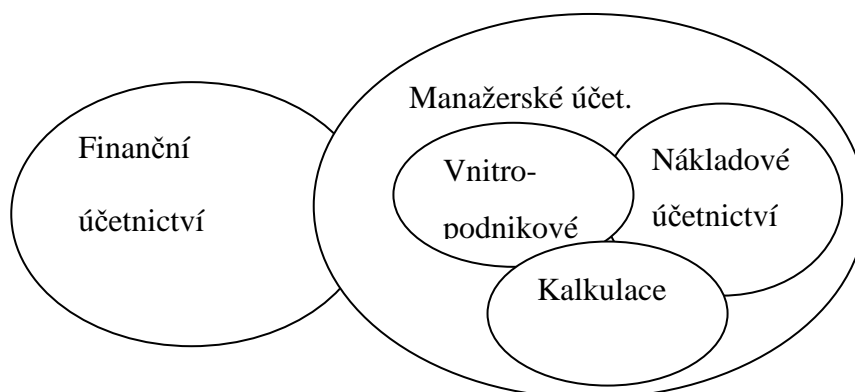 Manažerské účet.
Finanční
účetnictví
Vnitro-
podnikové
Nákladové
účetnictví
Kalkulace